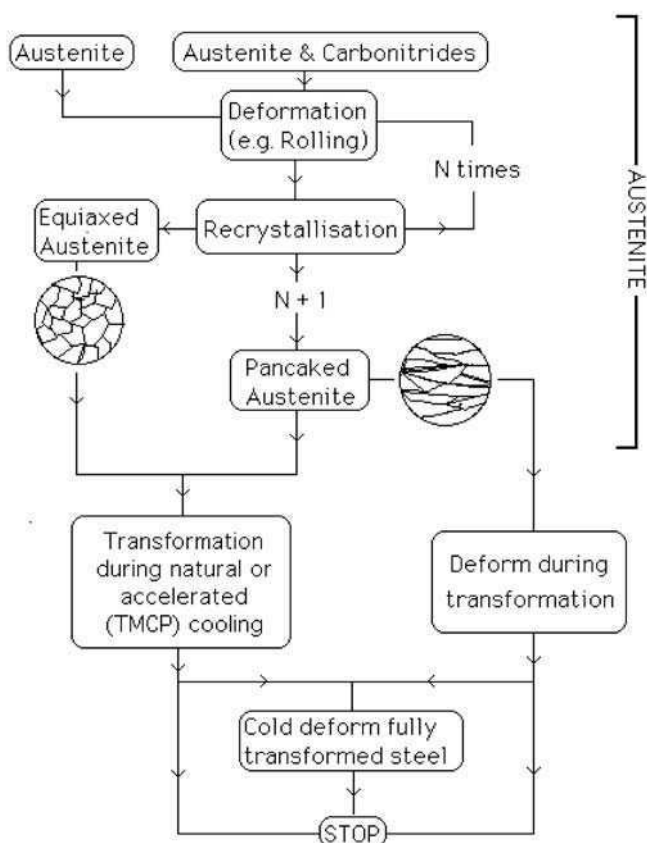 Austenite
Austenite & Carbonitrides
Deformation
(e.g. Rolling)
N times
AUSTENITE
Equiaxed
Austenite
Recrystallisation
N + 1
Pancaked
Austenite
Transformation
during natural or
accelerated
(TMCP) cooling
Deform during
transformation
Cold deform fully
transformed steel
STOP